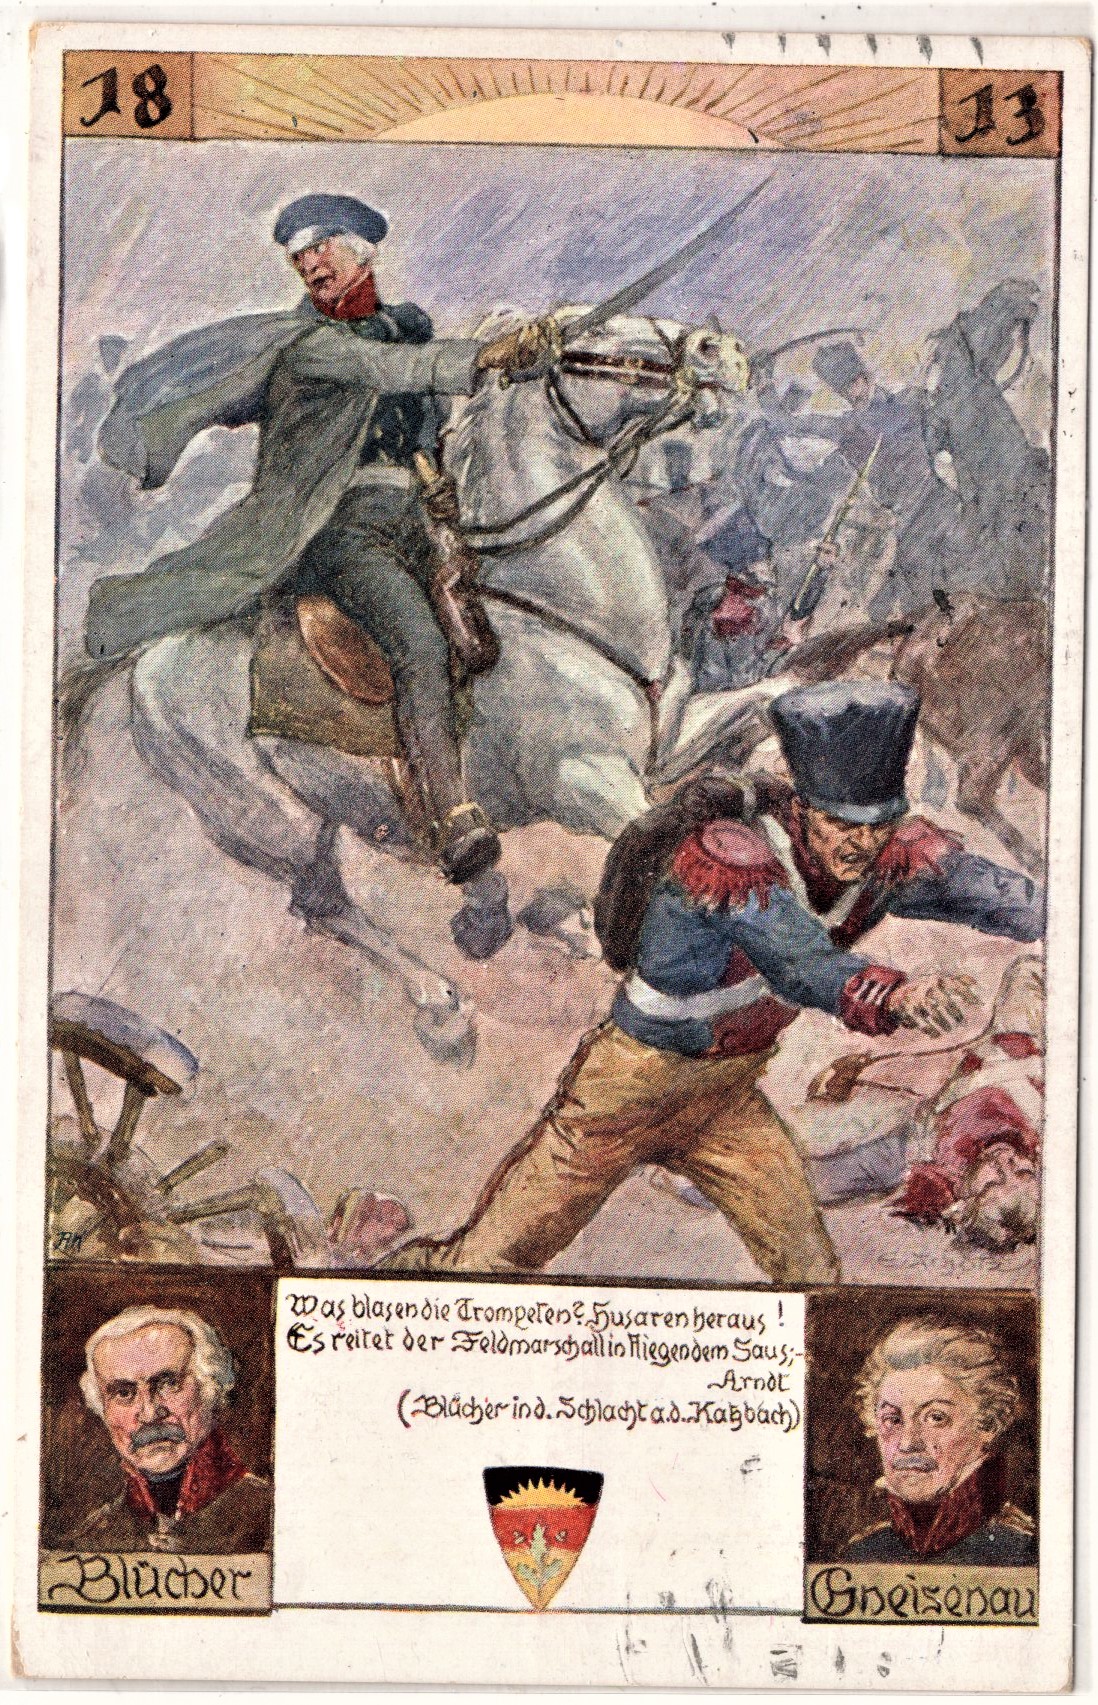 18 13
Was blasen die Trompeten? Husaren heraus!
Es reitet der Feldmarschall in fliegendem Saus;-
Arndt
(Blücher in d. Schlacht a. d. Katzbach)
Blücher Gneisenau